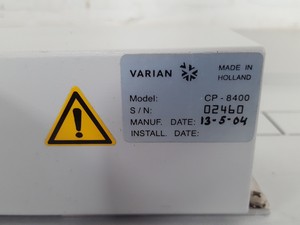 VARIAN MADE IN
HOLLAND
Model: CP - 8400
S / N: 02460
MANUF. DATE: 13-5-04
INSTALL. DATE: